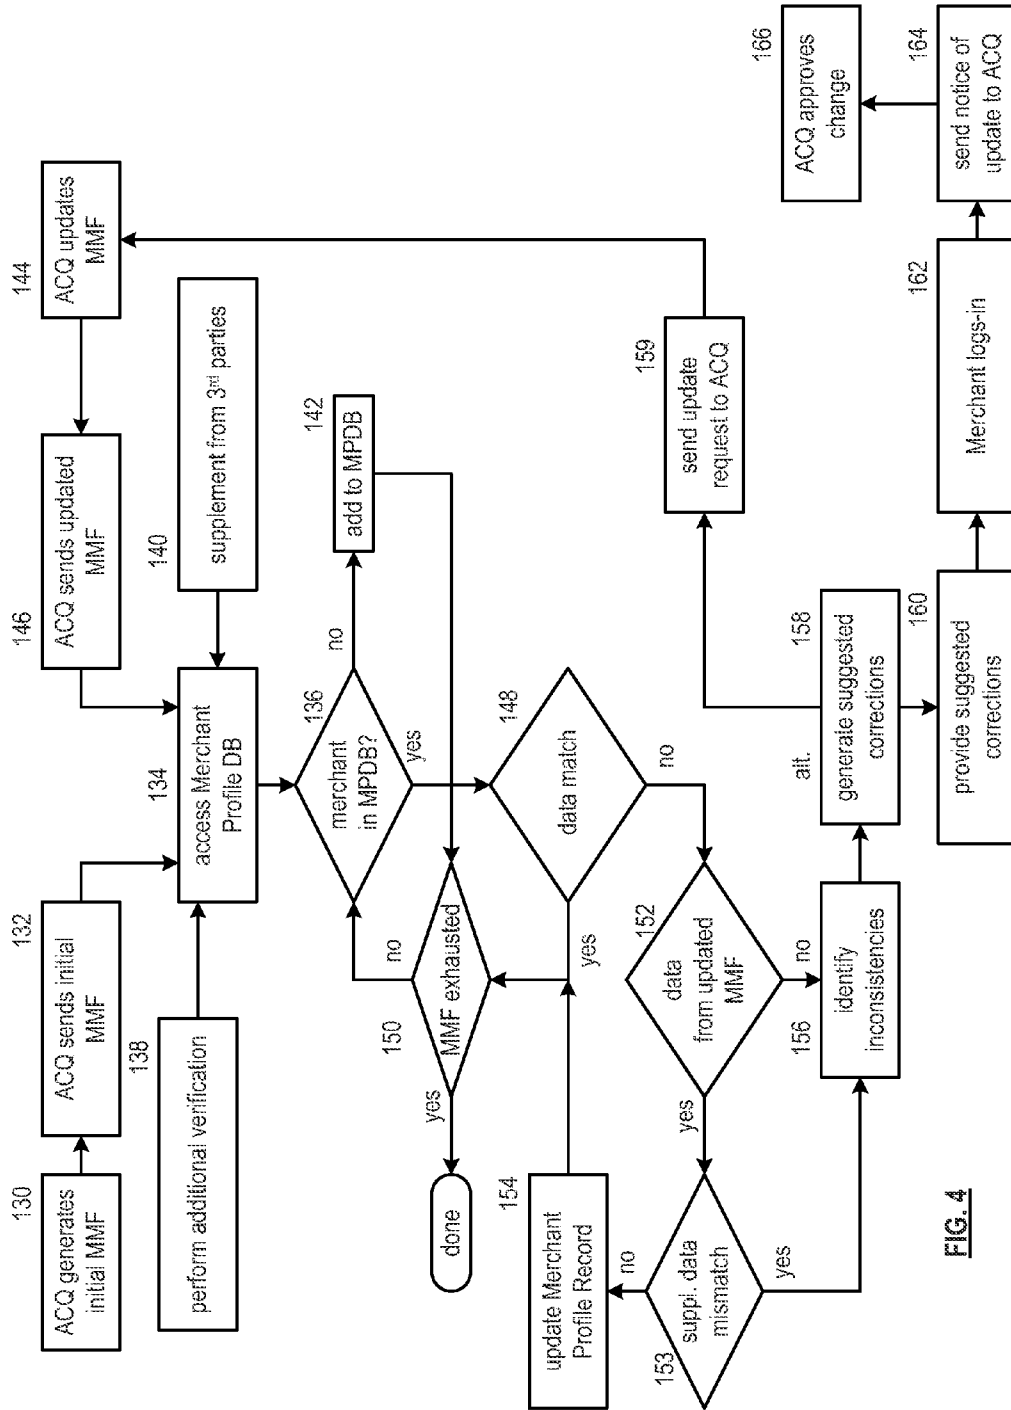 130
ACQ generates
initial MMF
132
ACQ sends initial
MMF
146
ACQ sends updated
MMF
144
ACQ updates
MMF
138
perform additional verification
134
access Merchant
Profile DB
140
supplement from 3rd parties
136
merchant
in MPDB?
no
yes
142
add to MPDB
150
MMF exhausted
no
yes
done
148
data match
yes
no
154
update Merchant
Profile Record
152
data
from updated
MMF
yes
no
153
suppl. data
mismatch
no
yes
156
identify
inconsistencies
158
generate suggested
corrections
alt.
159
send update
request to ACQ
160
provide suggested
corrections
162
Merchant logs-in
164
send notice of
update to ACQ
166
ACQ approves
change
FIG. 4